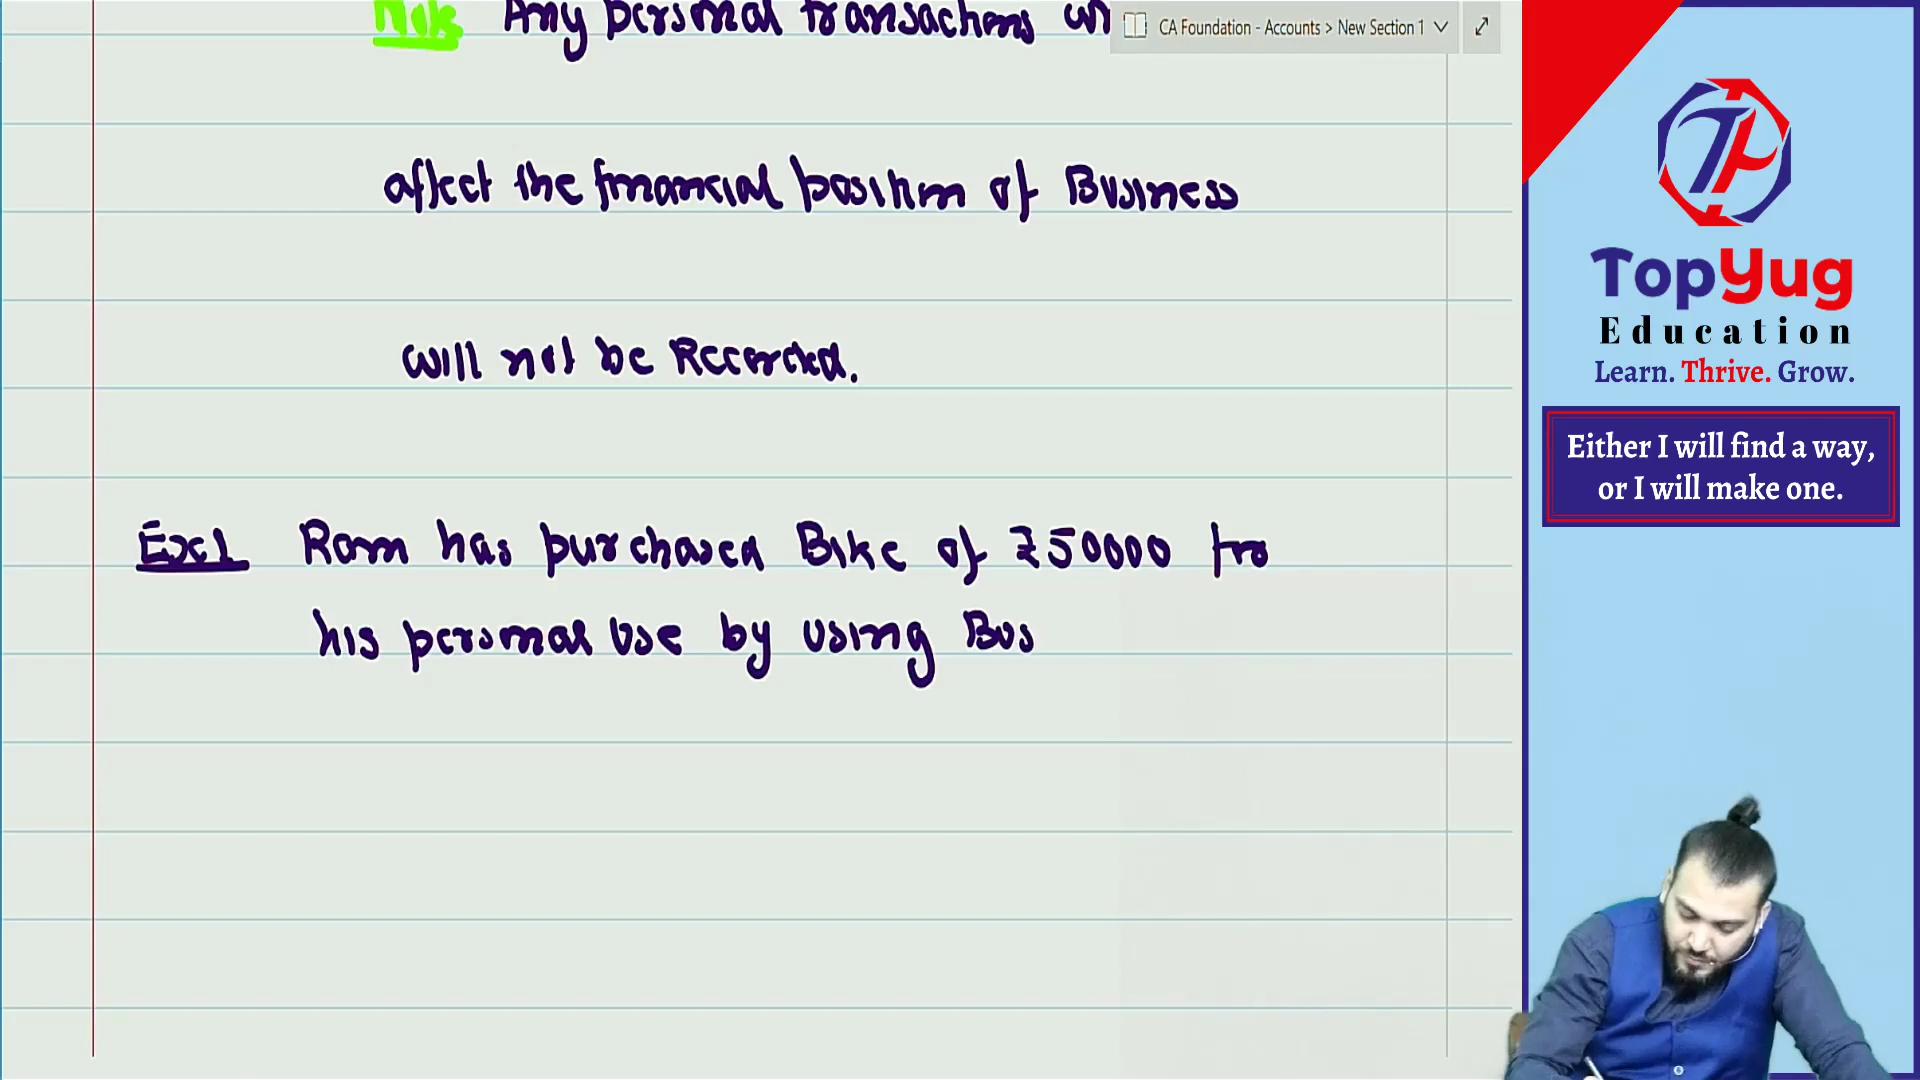 Note Any personal transactions wh
CA Foundation - Accounts > New Section 1
affect the financial position of Business
will not be Recorded.
Ex1 Ram has purchased Bike of ₹50000 for
his personal use by using Bus
TopYug
Education
Learn. Thrive. Grow.
Either I will find a way,
or I will make one.